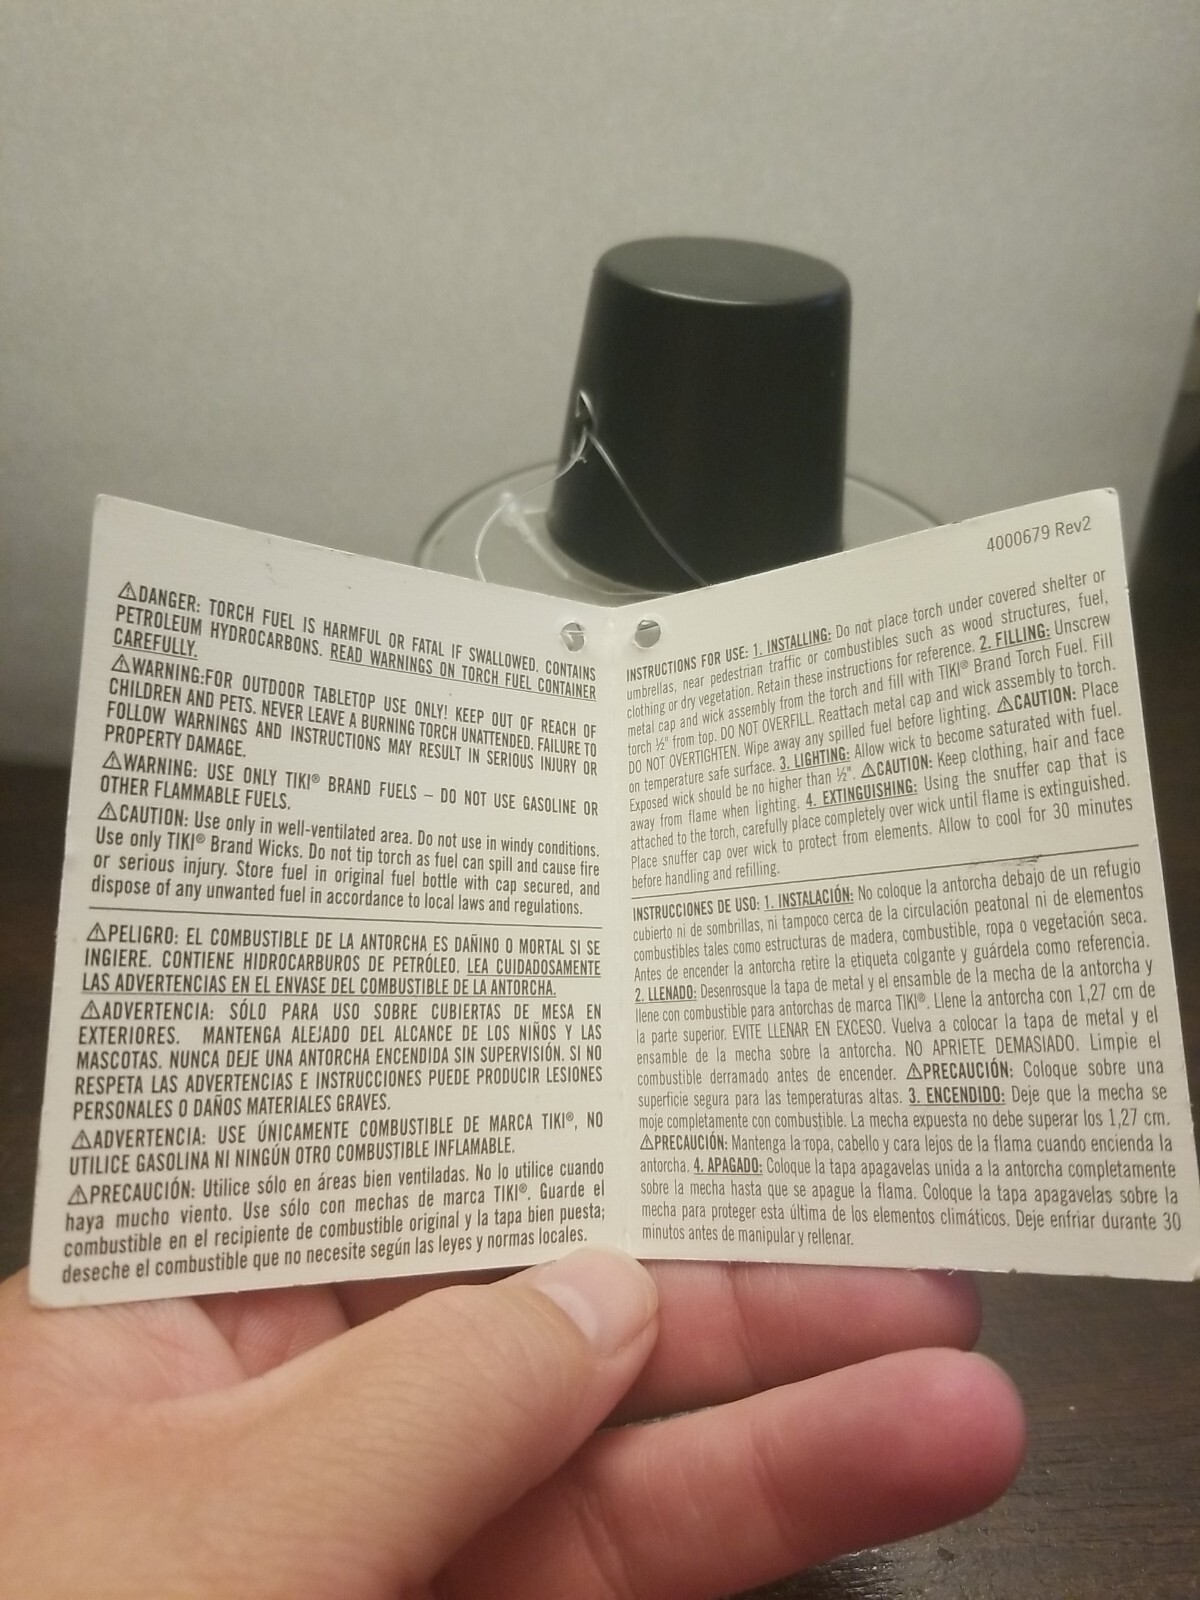 ⚠DANGER: TORCH FUEL IS HARMFUL OR FATAL IF SWALLOWED. CONTAINS
PETROLEUM HYDROCARBONS. READ WARNINGS ON TORCH FUEL CONTAINER
CAREFULLY.
⚠WARNING:FOR OUTDOOR TABLETOP USE ONLY! KEEP OUT OF REACH OF
CHILDREN AND PETS. NEVER LEAVE A BURNING TORCH UNATTENDED. FAILURE TO
FOLLOW WARNINGS AND INSTRUCTIONS MAY RESULT IN SERIOUS INJURY OR
PROPERTY DAMAGE.
⚠WARNING: USE ONLY TIKI® BRAND FUELS – DO NOT USE GASOLINE OR
OTHER FLAMMABLE FUELS.
⚠CAUTION: Use only in well-ventilated area. Do not use in windy conditions.
Use only TIKI® Brand Wicks. Do not tip torch as fuel can spill and cause fire
or serious injury. Store fuel in original fuel bottle with cap secured, and
dispose of any unwanted fuel in accordance to local laws and regulations.
⚠PELIGRO: EL COMBUSTIBLE DE LA ANTORCHA ES DAÑINO O MORTAL SI SE
INGIERE. CONTIENE HIDROCARBUROS DE PETRÓLEO. LEA CUIDADOSAMENTE
LAS ADVERTENCIAS EN EL ENVASE DEL COMBUSTIBLE DE LA ANTORCHA.
⚠ADVERTENCIA: SÓLO PARA USO SOBRE CUBIERTAS DE MESA EN
EXTERIORES. MANTENGA ALEJADO DEL ALCANCE DE LOS NIÑOS Y LAS
MASCOTAS. NUNCA DEJE UNA ANTORCHA ENCENDIDA SIN SUPERVISIÓN. SI NO
RESPETA LAS ADVERTENCIAS E INSTRUCCIONES PUEDE PRODUCIR LESIONES
PERSONALES O DAÑOS MATERIALES GRAVES.
⚠ADVERTENCIA: USE ÚNICAMENTE COMBUSTIBLE DE MARCA TIKI®, NO
UTILICE GASOLINA NI NINGÚN OTRO COMBUSTIBLE INFLAMABLE.
⚠PRECAUCIÓN: Utilice sólo en áreas bien ventiladas. No lo utilice cuando
haya mucho viento. Use sólo con mechas de marca TIKI®. Guarde el
combustible en el recipiente de combustible original y la tapa bien puesta;
deseche el combustible que no necesite según las leyes y normas locales.
4000679 Rev2
INSTRUCTIONS FOR USE: 1. INSTALLING: Do not place torch under covered shelter or
umbrellas, near pedestrian traffic or combustibles such as wood structures, fuel,
clothing or dry vegetation. Retain these instructions for reference. 2. FILLING: Unscrew
metal cap and wick assembly from the torch and fill with TIKI® Brand Torch Fuel. Fill
torch ½" from top. DO NOT OVERFILL. Reattach metal cap and wick assembly to torch.
DO NOT OVERTIGHTEN. Wipe away any spilled fuel before lighting. ⚠CAUTION: Place
on temperature safe surface. 3. LIGHTING: Allow wick to become saturated with fuel.
Exposed wick should be no higher than ½". ⚠CAUTION: Keep clothing, hair and face
away from flame when lighting. 4. EXTINGUISHING: Using the snuffer cap that is
attached to the torch, carefully place completely over wick until flame is extinguished.
Place snuffer cap over wick to protect from elements. Allow to cool for 30 minutes
before handling and refilling.
INSTRUCCIONES DE USO: 1. INSTALACIÓN: No coloque la antorcha debajo de un refugio
cubierto ni de sombrillas, ni tampoco cerca de la circulación peatonal ni de elementos
combustibles tales como estructuras de madera, combustible, ropa o vegetación seca.
Antes de encender la antorcha retire la etiqueta colgante y guárdela como referencia.
2. LLENADO: Desenrosque la tapa de metal y el ensamble de la mecha de la antorcha y
llene con combustible para antorchas de marca TIKI®. Llene la antorcha con 1,27 cm de
la parte superior. EVITE LLENAR EN EXCESO. Vuelva a colocar la tapa de metal y el
ensamble de la mecha sobre la antorcha. NO APRIETE DEMASIADO. Limpie el
combustible derramado antes de encender. ⚠PRECAUCIÓN: Coloque sobre una
superficie segura para las temperaturas altas. 3. ENCENDIDO: Deje que la mecha se
moje completamente con combustible. La mecha expuesta no debe superar los 1,27 cm.
⚠PRECAUCIÓN: Mantenga la ropa, cabello y cara lejos de la flama cuando encienda la
antorcha. 4. APAGADO: Coloque la tapa apagavelas unida a la antorcha completamente
sobre la mecha hasta que se apague la flama. Coloque la tapa apagavelas sobre la
mecha para proteger esta última de los elementos climáticos. Deje enfriar durante 30
minutos antes de manipular y rellenar.